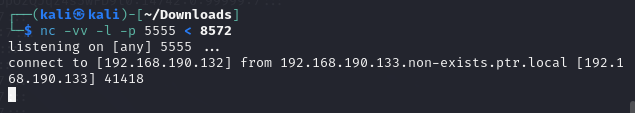 ┌──(kali㉿kali)-[~/Downloads]
└─$ nc -vv -l -p 5555 < 8572
listening on [any] 5555 ...
connect to [192.168.190.132] from 192.168.190.133.non-exists.ptr.local [192.1
68.190.133] 41418